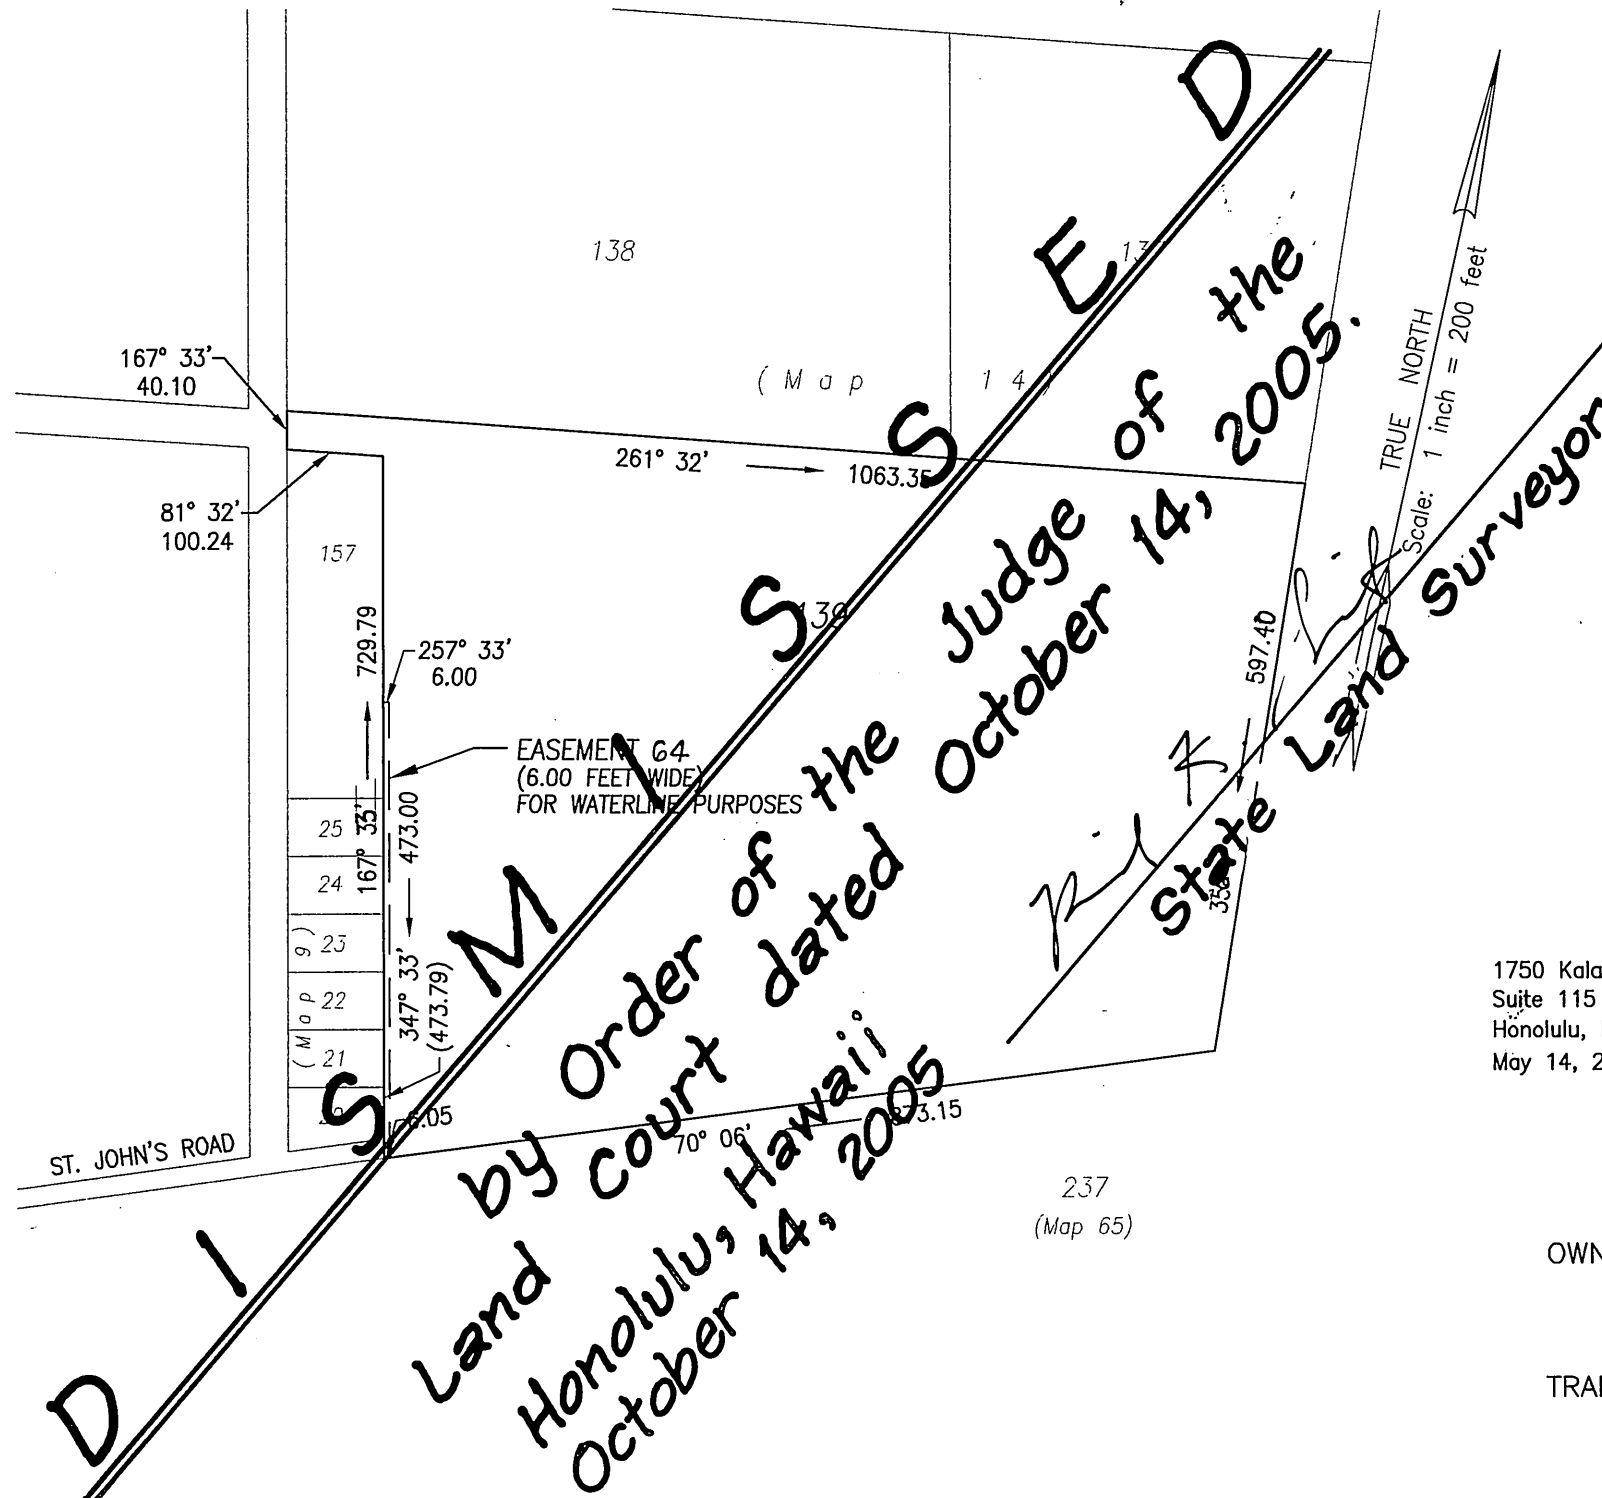 138
( Map 14)
167° 33'
40.10
261° 32'
1063.35
81° 32'
100.24
157
139
729.79
257° 33'
6.00
EASEMENT 64
(6.00 FEET WIDE)
FOR WATERLINE PURPOSES
167° 33'
473.00
347° 33'
(473.79)
25
24
23
22
21
(Map 9)
6.05
ST. JOHN'S ROAD
70° 06'
597.40
237
(Map 65)
TRUE NORTH
Scale: 1 inch = 200 feet
DISMISSED
by Order of the Judge of the
Land Court dated October 14, 2005.
Honolulu, Hawaii
October 14, 2005
State Land Surveyor
1750
Suite 115
Honolulu,
May 14,